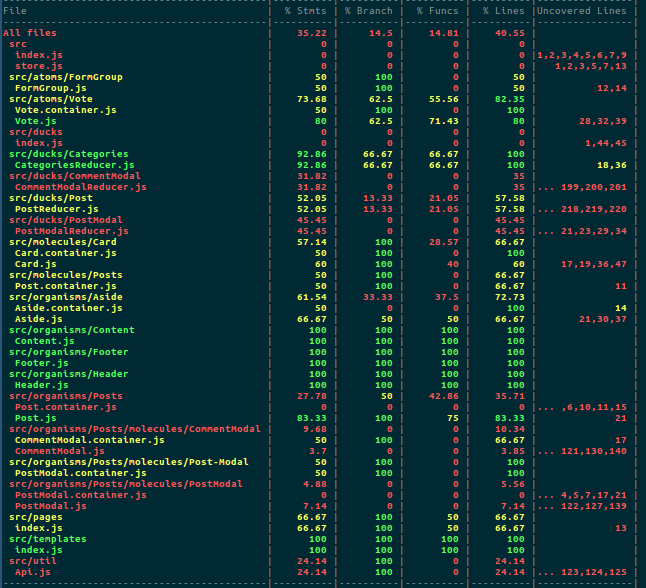 File | % Stmts | % Branch | % Funcs | % Lines |Uncovered Lines |
All files | 35.22 | 14.5 | 14.81 | 40.55 | |
src | 0 | 0 | 0 | 0 | |
index.js | 0 | 0 | 0 | 0 |1,2,3,4,5,6,7,9 |
store.js | 0 | 0 | 0 | 0 | 1,2,3,5,7,13 |
src/atoms/FormGroup | 50 | 100 | 0 | 50 | |
FormGroup.js | 50 | 100 | 0 | 50 | 12,14 |
src/atoms/Vote | 73.68 | 62.5 | 55.56 | 82.35 | |
Vote.container.js | 50 | 100 | 0 | 100 | |
Vote.js | 80 | 62.5 | 71.43 | 80 | 28,32,39 |
src/ducks | 0 | 0 | 0 | 0 | |
index.js | 0 | 0 | 0 | 0 | 1,44,45 |
src/ducks/Categories | 92.86 | 66.67 | 66.67 | 100 | |
CategoriesReducer.js | 92.86 | 66.67 | 66.67 | 100 | 18,36 |
src/ducks/CommentModal | 31.82 | 0 | 0 | 35 | |
CommentModalReducer.js | 31.82 | 0 | 0 | 35 |... 199,200,201 |
src/ducks/Post | 52.05 | 13.33 | 21.05 | 57.58 | |
PostReducer.js | 52.05 | 13.33 | 21.05 | 57.58 |... 218,219,220 |
src/ducks/PostModal | 45.45 | 0 | 0 | 45.45 | |
PostModalReducer.js | 45.45 | 0 | 0 | 45.45 |... 21,23,29,34 |
src/molecules/Card | 57.14 | 100 | 28.57 | 66.67 | |
Card.container.js | 50 | 100 | 0 | 100 | |
Card.js | 60 | 100 | 40 | 60 | 17,19,36,47 |
src/molecules/Posts | 50 | 100 | 0 | 66.67 | |
Post.container.js | 50 | 100 | 0 | 66.67 | 11 |
src/organisms/Aside | 61.54 | 33.33 | 37.5 | 72.73 | |
Aside.container.js | 50 | 0 | 0 | 100 | 14 |
Aside.js | 66.67 | 50 | 50 | 66.67 | 21,30,37 |
src/organisms/Content | 100 | 100 | 100 | 100 | |
Content.js | 100 | 100 | 100 | 100 | |
src/organisms/Footer | 100 | 100 | 100 | 100 | |
Footer.js | 100 | 100 | 100 | 100 | |
src/organisms/Header | 100 | 100 | 100 | 100 | |
Header.js | 100 | 100 | 100 | 100 | |
src/organisms/Posts | 27.78 | 50 | 42.86 | 35.71 | |
Post.container.js | 0 | 0 | 0 | 0 |... ,6,10,11,15 |
Post.js | 83.33 | 100 | 75 | 83.33 | 21 |
src/organisms/Posts/molecules/CommentModal | 9.68 | 0 | 0 | 10.34 | |
CommentModal.container.js | 50 | 100 | 0 | 66.67 | 17 |
CommentModal.js | 3.7 | 0 | 0 | 3.85 |... 121,130,140 |
src/organisms/Posts/molecules/Post-Modal | 50 | 100 | 0 | 100 | |
PostModal.container.js | 50 | 100 | 0 | 100 | |
src/organisms/Posts/molecules/PostModal | 4.88 | 0 | 0 | 5.56 | |
PostModal.container.js | 0 | 0 | 0 | 0 |... 4,5,7,17,21 |
PostModal.js | 7.14 | 0 | 0 | 7.14 |... 122,127,139 |
src/pages | 66.67 | 100 | 50 | 66.67 | |
index.js | 66.67 | 100 | 50 | 66.67 | 13 |
src/templates | 100 | 100 | 100 | 100 | |
index.js | 100 | 100 | 100 | 100 | |
src/util | 24.14 | 100 | 0 | 24.14 | |
Api.js | 24.14 | 100 | 0 | 24.14 |... 123,124,125 |